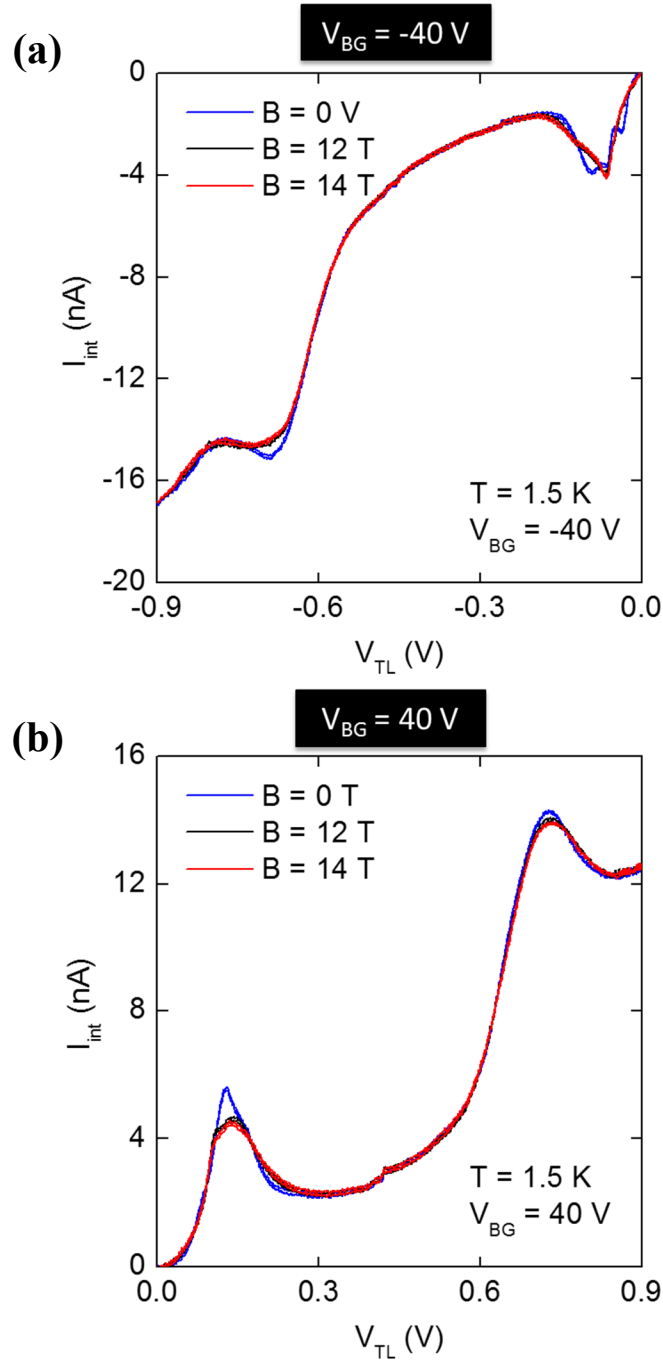 V_BG = -40 V
(a)
0
B = 0 V
B = 12 T
B = 14 T
-4
-8
-12
-16
-20
I_int (nA)
T = 1.5 K
V_BG = -40 V
-0.9 -0.6 -0.3 0.0
V_TL (V)
V_BG = 40 V
(b)
16
B = 0 T
B = 12 T
B = 14 T
12
8
4
0
I_int (nA)
T = 1.5 K
V_BG = 40 V
0.0 0.3 0.6 0.9
V_TL (V)